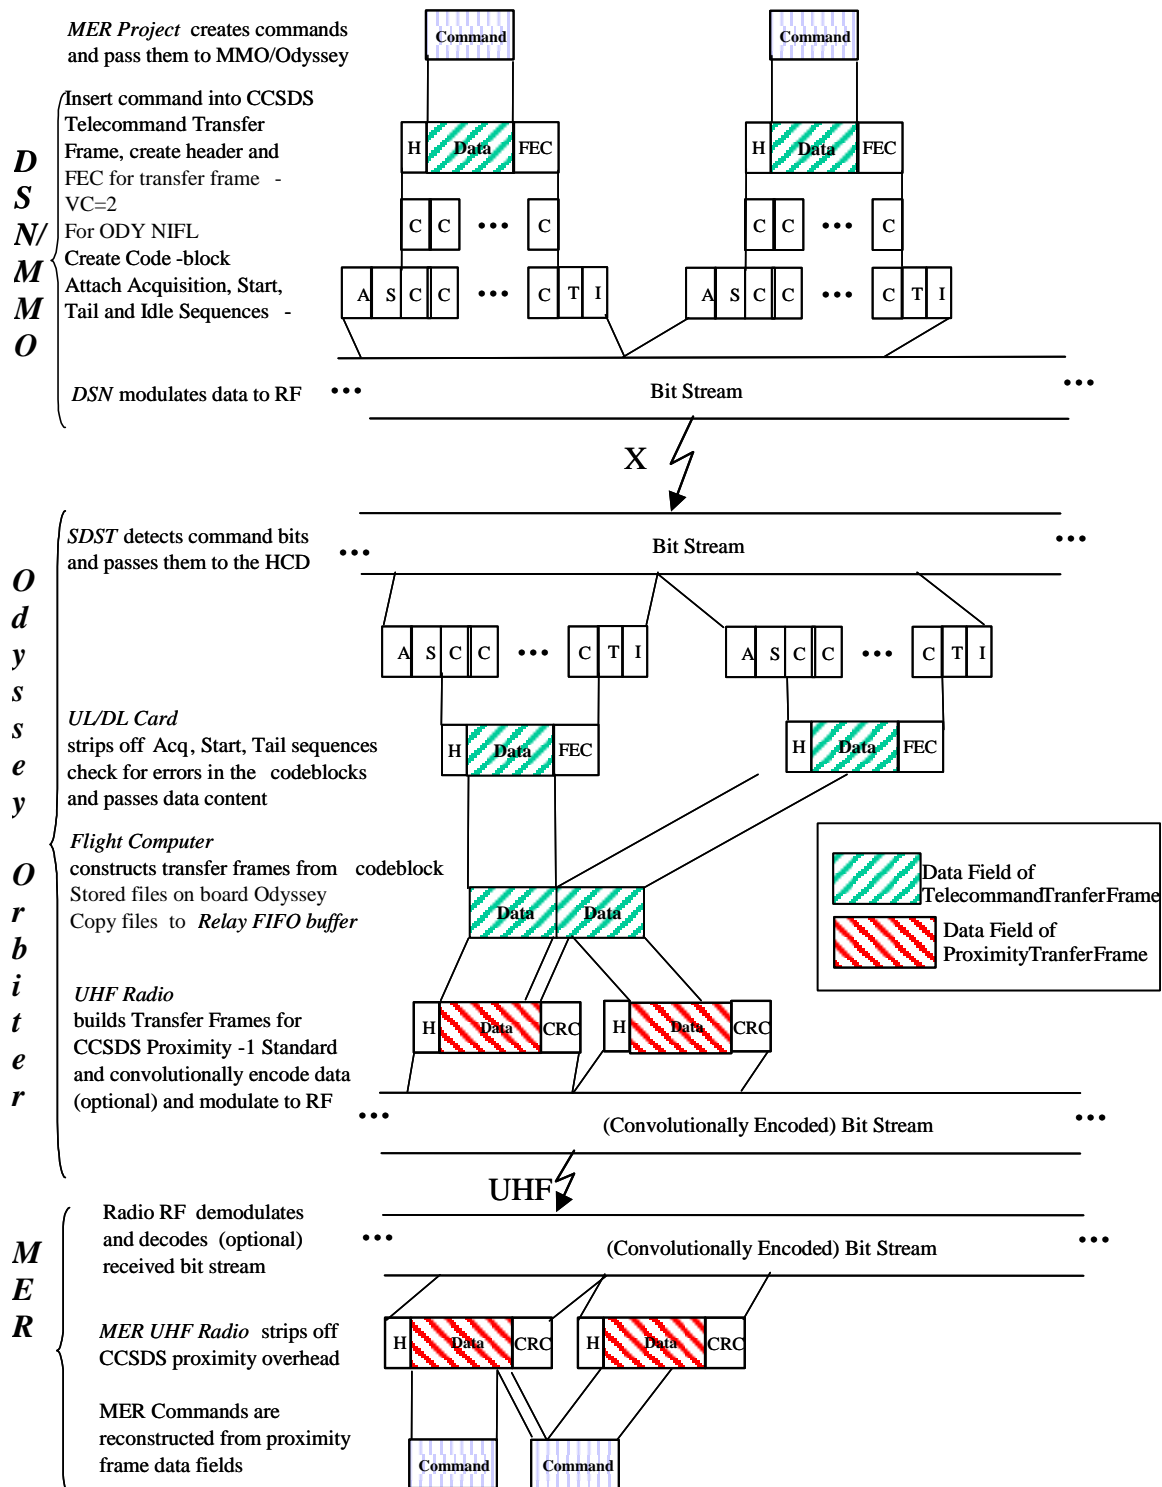 MER Project creates commands
and pass them to MMO/Odyssey
Command
Command
DSN/MMO
Insert command into CCSDS
Telecommand Transfer
Frame, create header and
FEC for transfer frame -
VC=2
For ODY NIFL
Create Code -block
Attach Acquisition, Start,
Tail and Idle Sequences -
H Data FEC
H Data FEC
C C ••• C
C C ••• C
A S C C ••• C T I
A S C C ••• C T I
DSN modulates data to RF
••• Bit Stream •••
X
Odyssey Orbiter
SDST detects command bits
and passes them to the HCD
••• Bit Stream •••
A S C C ••• C T I
A S C C ••• C T I
UL/DL Card
strips off Acq, Start, Tail sequences
check for errors in the codeblocks
and passes data content
H Data FEC
H Data FEC
Flight Computer
constructs transfer frames from codeblock
Stored files on board Odyssey
Copy files to Relay FIFO buffer
Data Data
Data Field of
TelecommandTranferFrame
Data Field of
ProximityTranferFrame
UHF Radio
builds Transfer Frames for
CCSDS Proximity -1 Standard
and convolutionally encode data
(optional) and modulate to RF
H Data CRC
H Data CRC
••• (Convolutionally Encoded) Bit Stream •••
UHF
MER
Radio RF demodulates
and decodes (optional)
received bit stream
••• (Convolutionally Encoded) Bit Stream •••
MER UHF Radio strips off
CCSDS proximity overhead
H Data CRC
H Data CRC
MER Commands are
reconstructed from proximity
frame data fields
Command
Command